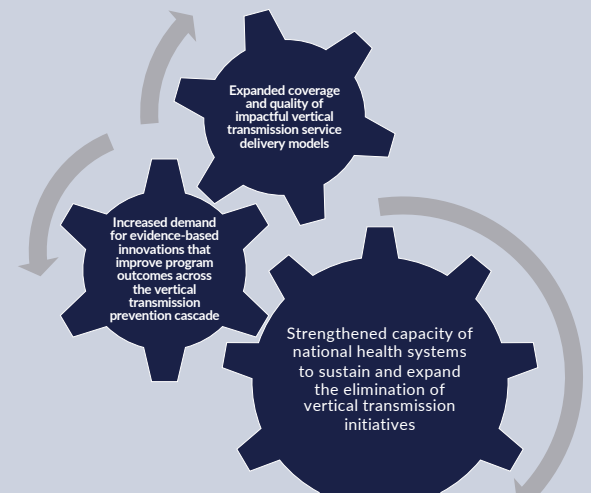 Expanded coverage
and quality of
impactful vertical
transmission service
delivery models
Increased demand
for evidence-based
innovations that
improve program
outcomes across
the vertical
transmission
prevention cascade
Strengthened capacity of
national health systems
to sustain and expand
the elimination of
vertical transmission
initiatives